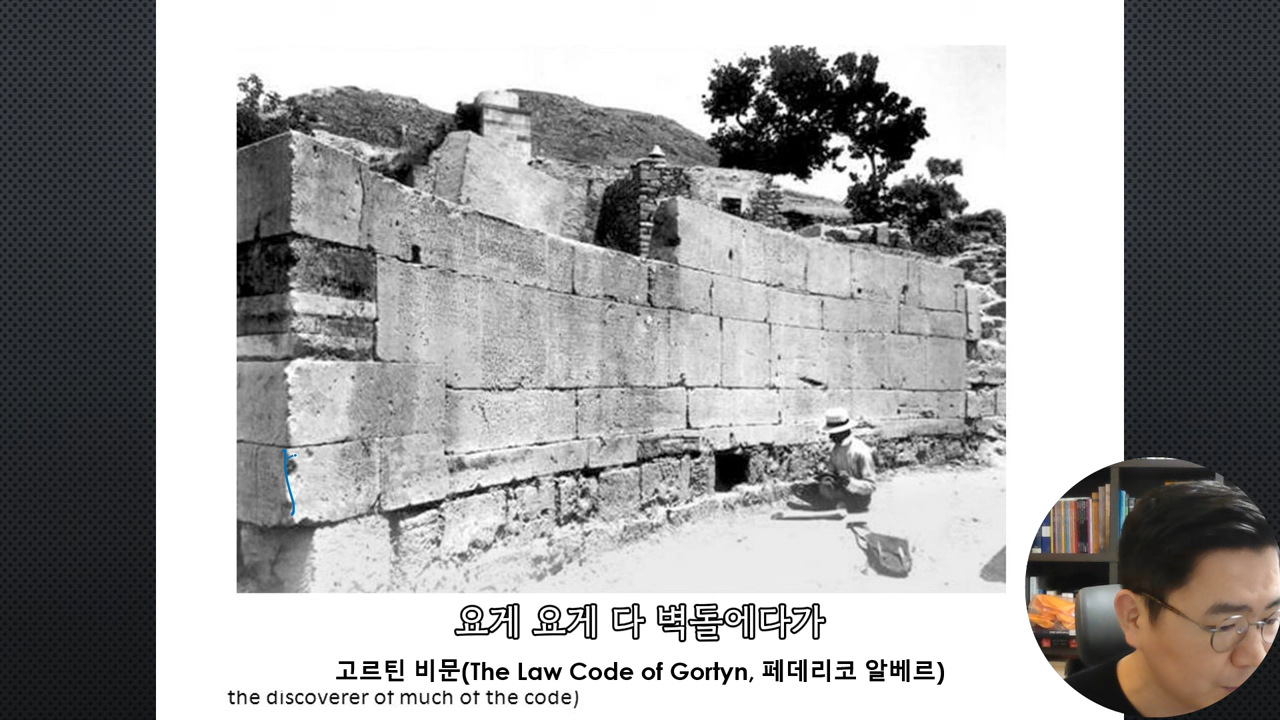 요게 요게 다 벽돌에다가
고르틴 비문(The Law Code of Gortyn, 페데리코 알베르)
the discoverer of much of the code)